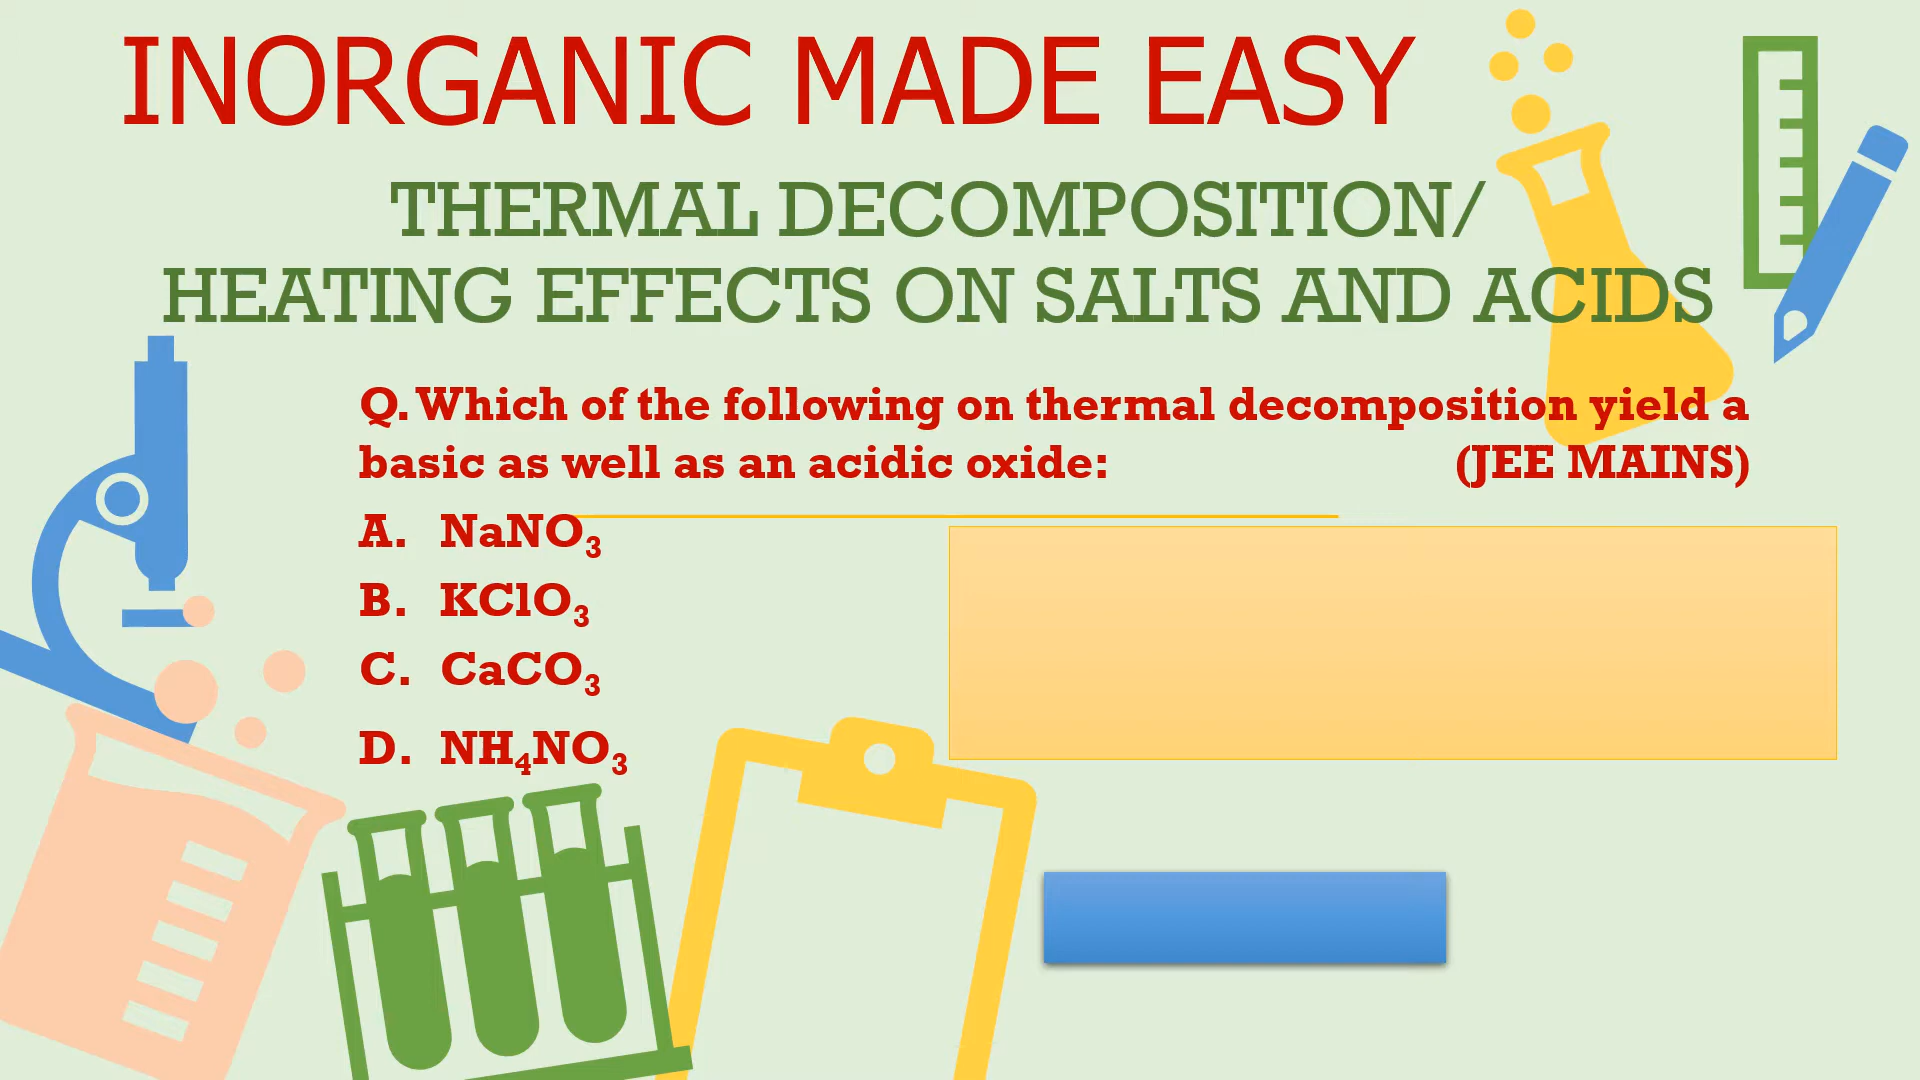 INORGANIC MADE EASY
THERMAL DECOMPOSITION/
HEATING EFFECTS ON SALTS AND ACIDS
Q. Which of the following on thermal decomposition yield a
basic as well as an acidic oxide: (JEE MAINS)
A. NaNO₃
B. KClO₃
C. CaCO₃
D. NH₄NO₃